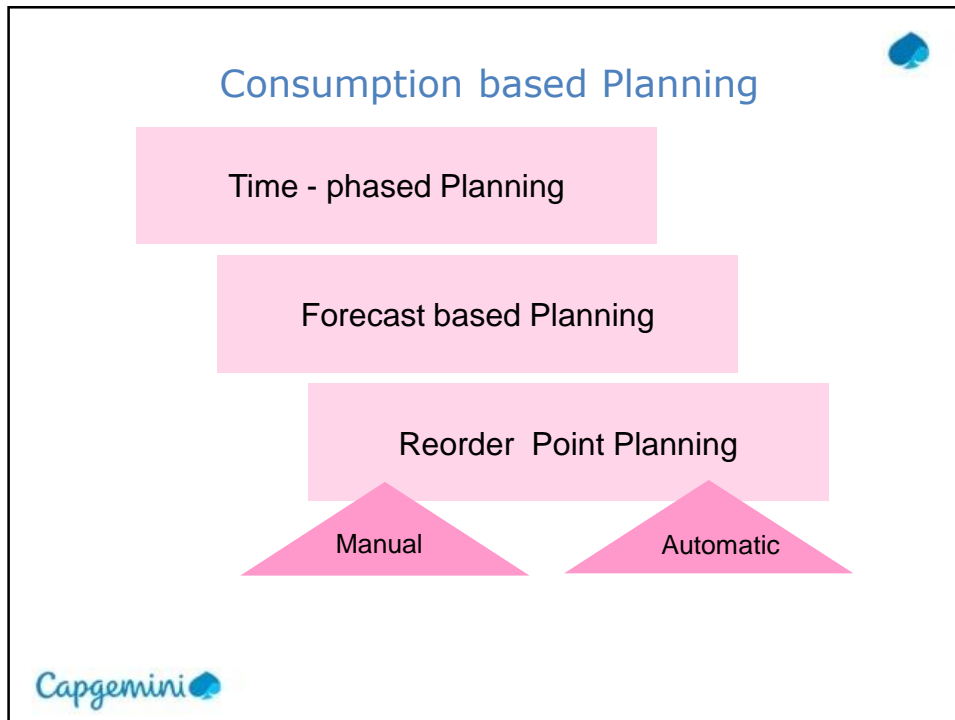 Consumption based Planning
Time - phased Planning
Forecast based Planning
Reorder  Point Planning
Manual
Automatic
Capgemini